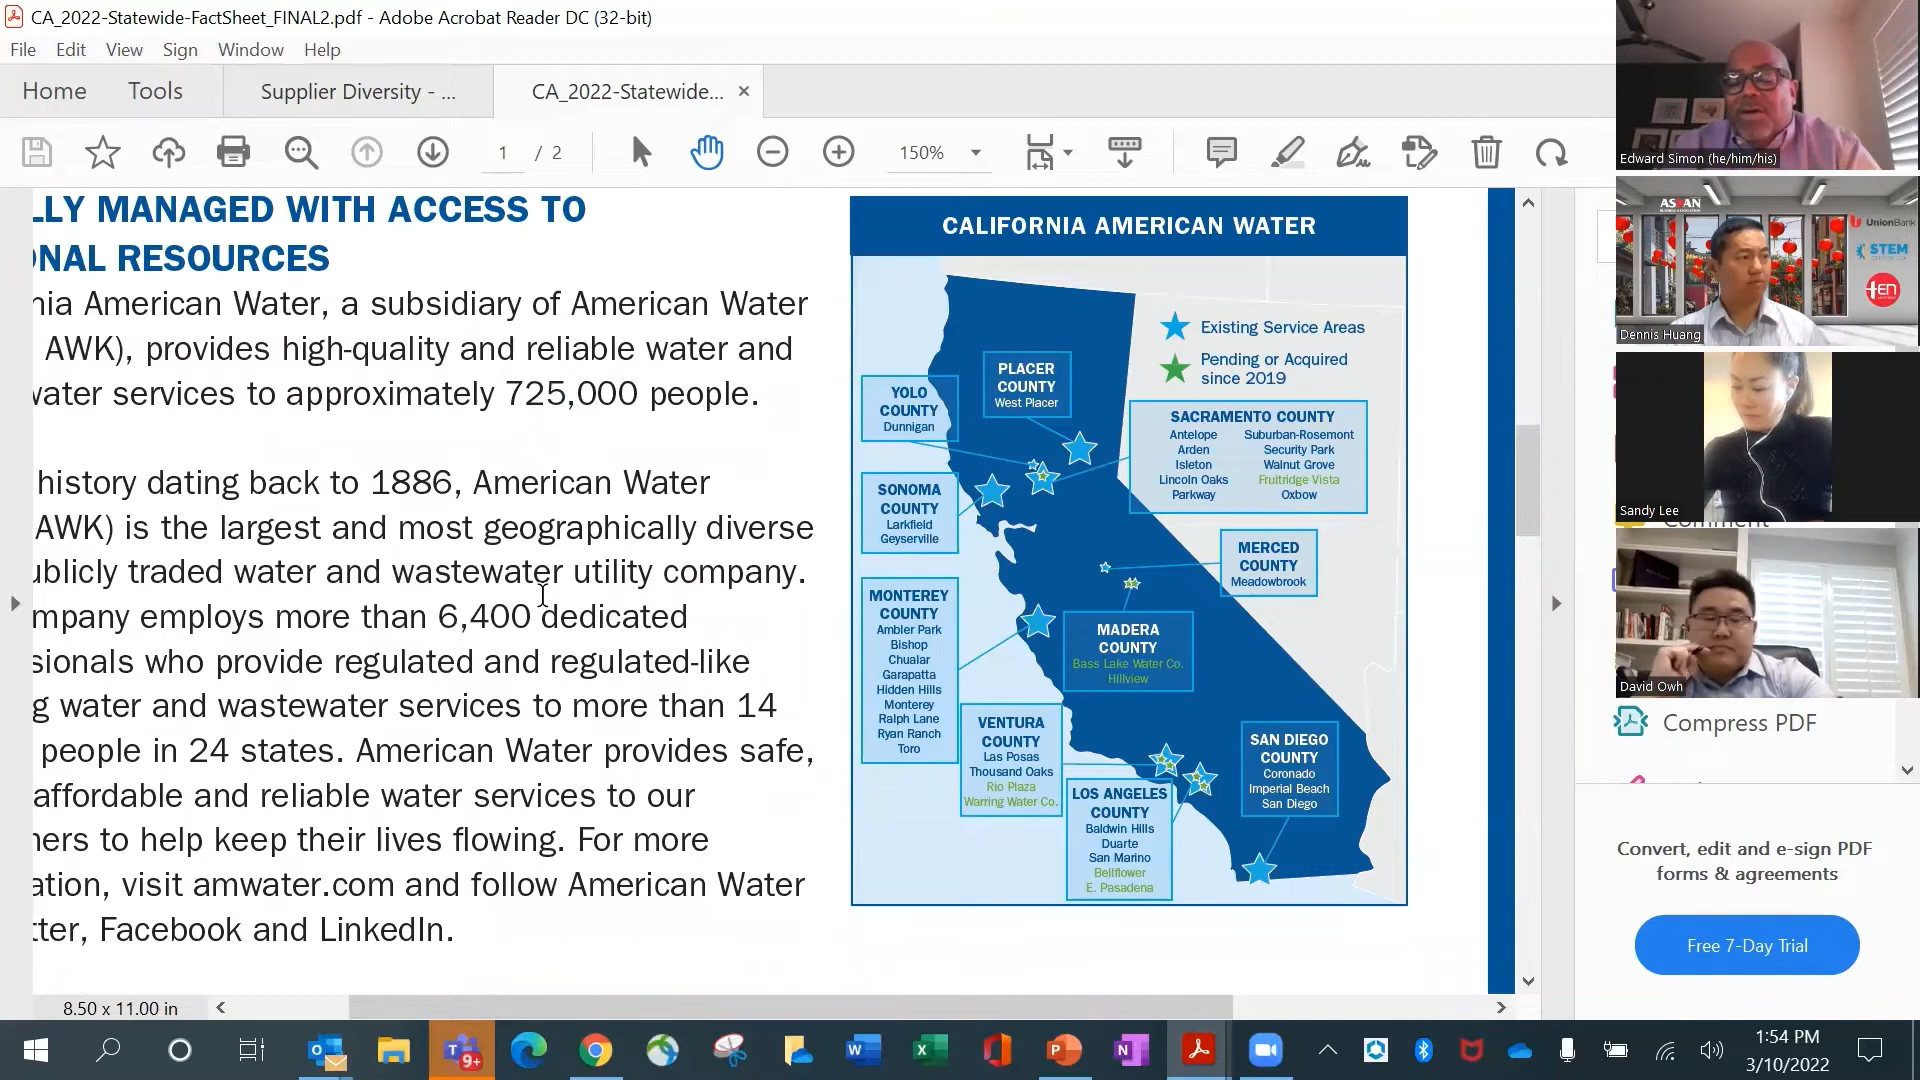 CA_2022-Statewide-FactSheet_FINAL2.pdf - Adobe Acrobat Reader DC (32-bit)
File Edit View Sign Window Help
Home Tools Supplier Diversity - ... CA_2022-Statewide... ×
1 / 2 150%
LLY MANAGED WITH ACCESS TO
ONAL RESOURCES
nia American Water, a subsidiary of American Water
AWK), provides high-quality and reliable water and
water services to approximately 725,000 people.
history dating back to 1886, American Water
AWK) is the largest and most geographically diverse
ublicly traded water and wastewater utility company.
mpany employs more than 6,400 dedicated
sionals who provide regulated and regulated-like
g water and wastewater services to more than 14
people in 24 states. American Water provides safe,
affordable and reliable water services to our
ners to help keep their lives flowing. For more
ation, visit amwater.com and follow American Water
tter, Facebook and LinkedIn.
CALIFORNIA AMERICAN WATER
Existing Service Areas
Pending or Acquired
since 2019
PLACER
COUNTY
West Placer
YOLO
COUNTY
Dunnigan
SACRAMENTO COUNTY
Antelope
Arden
Isleton
Lincoln Oaks
Parkway
Suburban-Rosemont
Security Park
Walnut Grove
Fruitridge Vista
Oxbow
SONOMA
COUNTY
Larkfield
Geyserville
MERCED
COUNTY
Meadowbrook
MONTEREY
COUNTY
Ambler Park
Bishop
Chualar
Garapatta
Hidden Hills
Monterey
Ralph Lane
Ryan Ranch
Toro
MADERA
COUNTY
Bass Lake Water Co.
Hillview
VENTURA
COUNTY
Las Posas
Thousand Oaks
Rio Plaza
Warring Water Co.
LOS ANGELES
COUNTY
Baldwin Hills
Duarte
San Marino
Bellflower
E. Pasadena
SAN DIEGO
COUNTY
Coronado
Imperial Beach
San Diego
8.50 x 11.00 in
Edward Simon (he/him/his)
ASIAN
UnionBank
STEM
ten
Dennis Huang
Sandy Lee
Comment
David Owh
Compress PDF
Convert, edit and e-sign PDF
forms & agreements
Free 7-Day Trial
9+
1:54 PM
3/10/2022